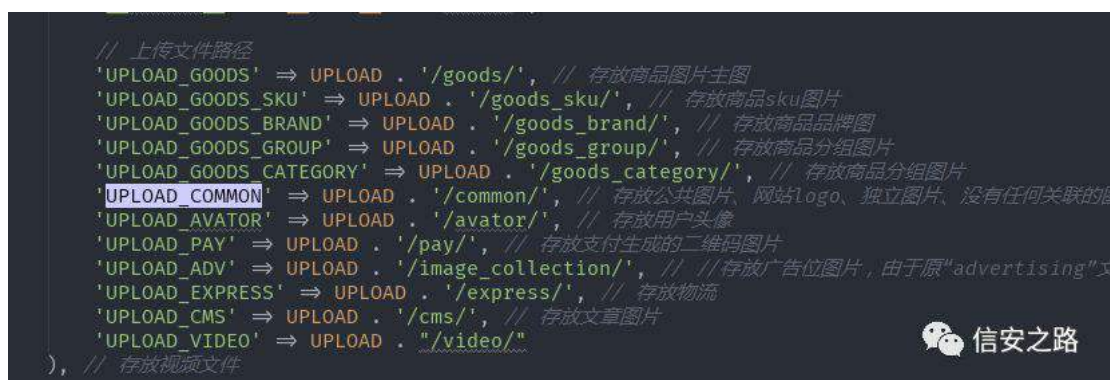 // 上传文件路径
'UPLOAD_GOODS' => UPLOAD . '/goods/', // 存放商品图片主图
'UPLOAD_GOODS_SKU' => UPLOAD . '/goods_sku/', // 存放商品sku图片
'UPLOAD_GOODS_BRAND' => UPLOAD . '/goods_brand/', // 存放商品品牌图
'UPLOAD_GOODS_GROUP' => UPLOAD . '/goods_group/', // 存放商品分组图片
'UPLOAD_GOODS_CATEGORY' => UPLOAD . '/goods_category/', // 存放商品分组图片
'UPLOAD_COMMON' => UPLOAD . '/common/', // 存放公共图片、网站logo、独立图片、没有任何关联的
'UPLOAD_AVATOR' => UPLOAD . '/avator/', // 存放用户头像
'UPLOAD_PAY' => UPLOAD . '/pay/', // 存放支付生成的二维码图片
'UPLOAD_ADV' => UPLOAD . '/image_collection/', // //存放广告位图片，由于原“advertising”文
'UPLOAD_EXPRESS' => UPLOAD . '/express/', // 存放物流
'UPLOAD_CMS' => UPLOAD . '/cms/', // 存放文章图片
'UPLOAD_VIDEO' => UPLOAD . "/video/"
), // 存放视频文件
信安之路